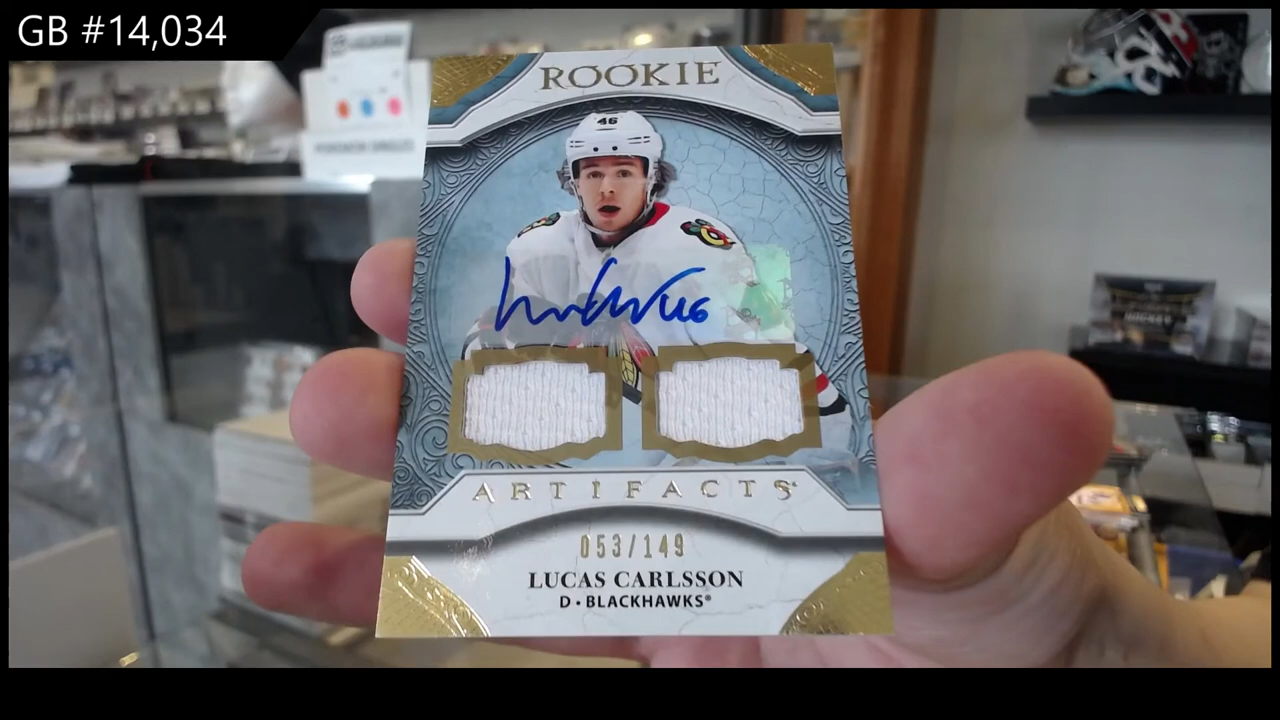 GB #14,034
ROOKIE
46
ARTIFACTS
053/149
LUCAS CARLSSON
D • BLACKHAWKS®